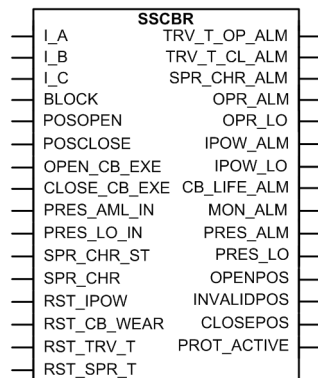 SSCBR
I_A TRV_T_OP_ALM
I_B TRV_T_CL_ALM
I_C SPR_CHR_ALM
BLOCK OPR_ALM
POSOPEN OPR_LO
POSCLOSE IPOW_ALM
OPEN_CB_EXE IPOW_LO
CLOSE_CB_EXE CB_LIFE_ALM
PRES_AML_IN MON_ALM
PRES_LO_IN PRES_ALM
SPR_CHR_ST PRES_LO
SPR_CHR OPENPOS
RST_IPOW INVALIDPOS
RST_CB_WEAR CLOSEPOS
RST_TRV_T PROT_ACTIVE
RST_SPR_T